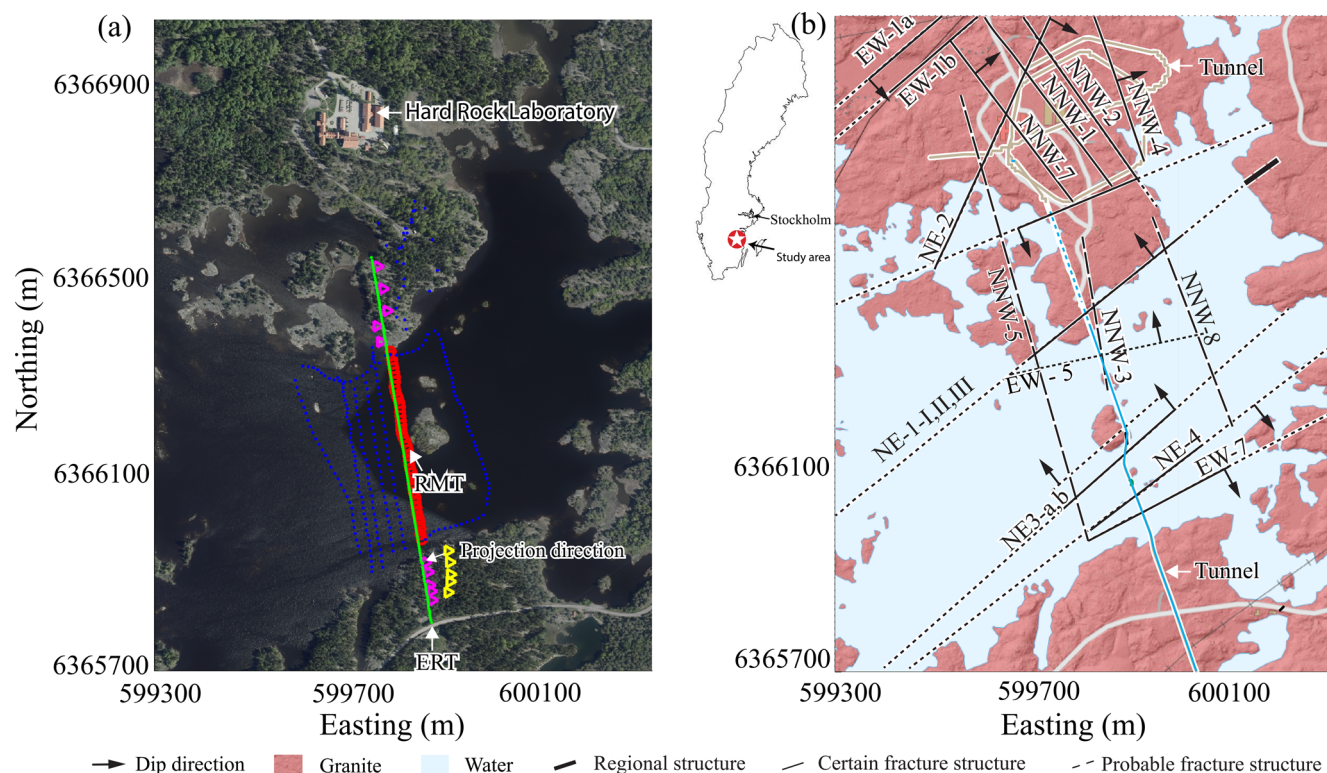 (a)
6366900
6366500
6366100
5365700
Northing (m)
599300
599700
600100
Easting (m)
Hard Rock Laboratory
RMT
Projection direction
ERT
Stockholm
Study area
(b)
EW-1a
EW-1b
NNW-2
NNW-1
NNW-7
NNW-4
Tunnel
NE-2
NNW-5
NNW-3
NNW-8
EW - 5
NE-1-I,II,III
NE-4
EW-7
NE3-a,b
Tunnel
6366100
6365700
599300
599700
600100
Easting (m)
Dip direction
Granite
Water
Regional structure
Certain fracture structure
Probable fracture structure